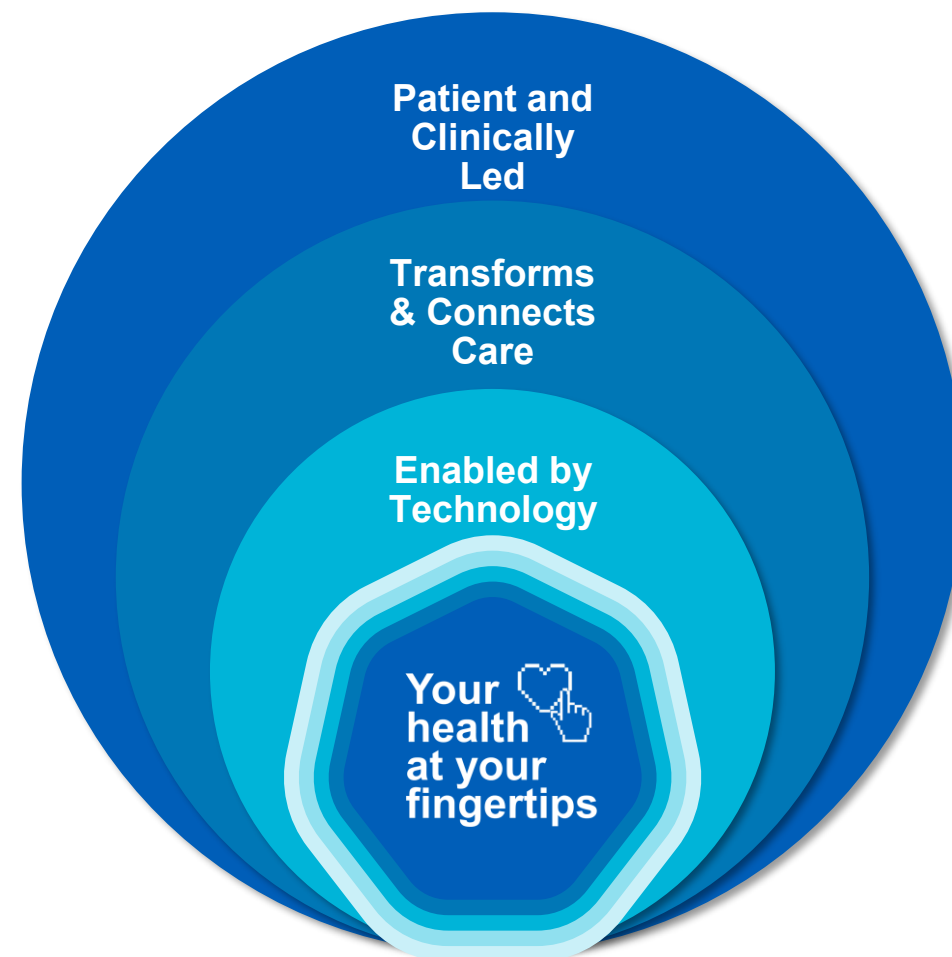 Patient and
Clinically
Led
Transforms
& Connects
Care
Enabled by
Technology
Your
health
at your
fingertips